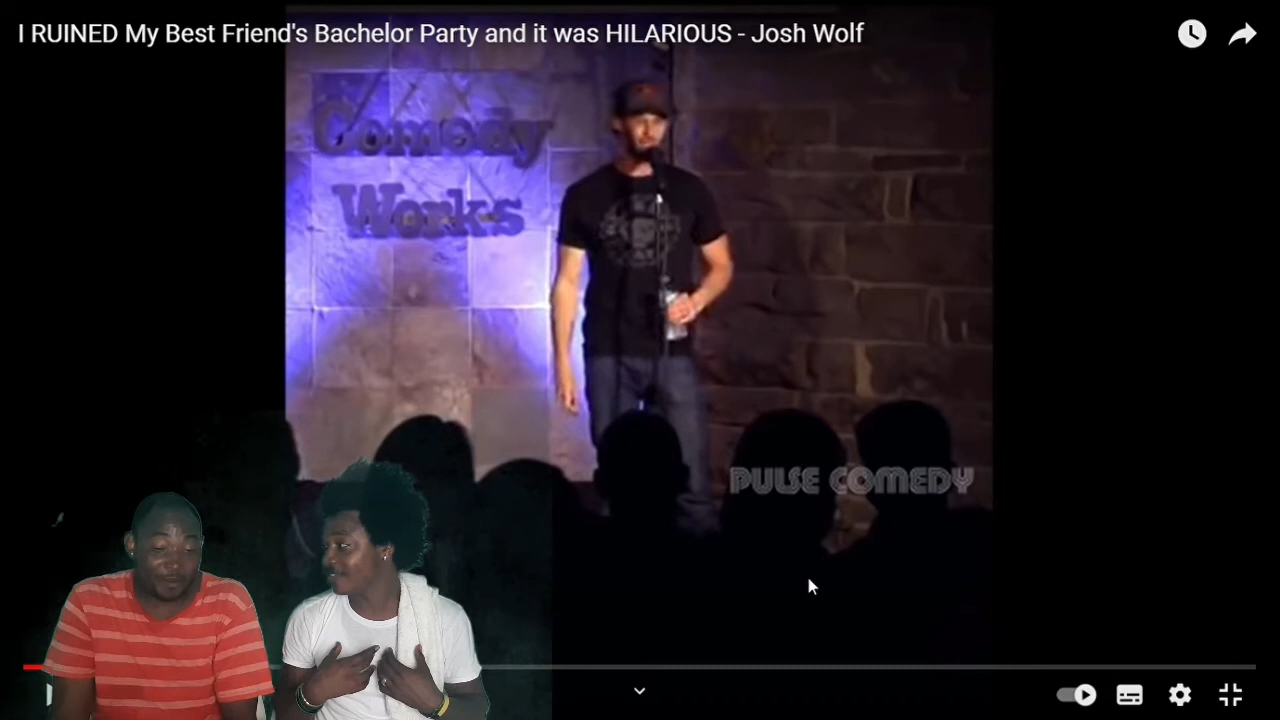 I RUINED My Best Friend's Bachelor Party and it was HILARIOUS - Josh Wolf
Comedy
Works
PULSE COMEDY